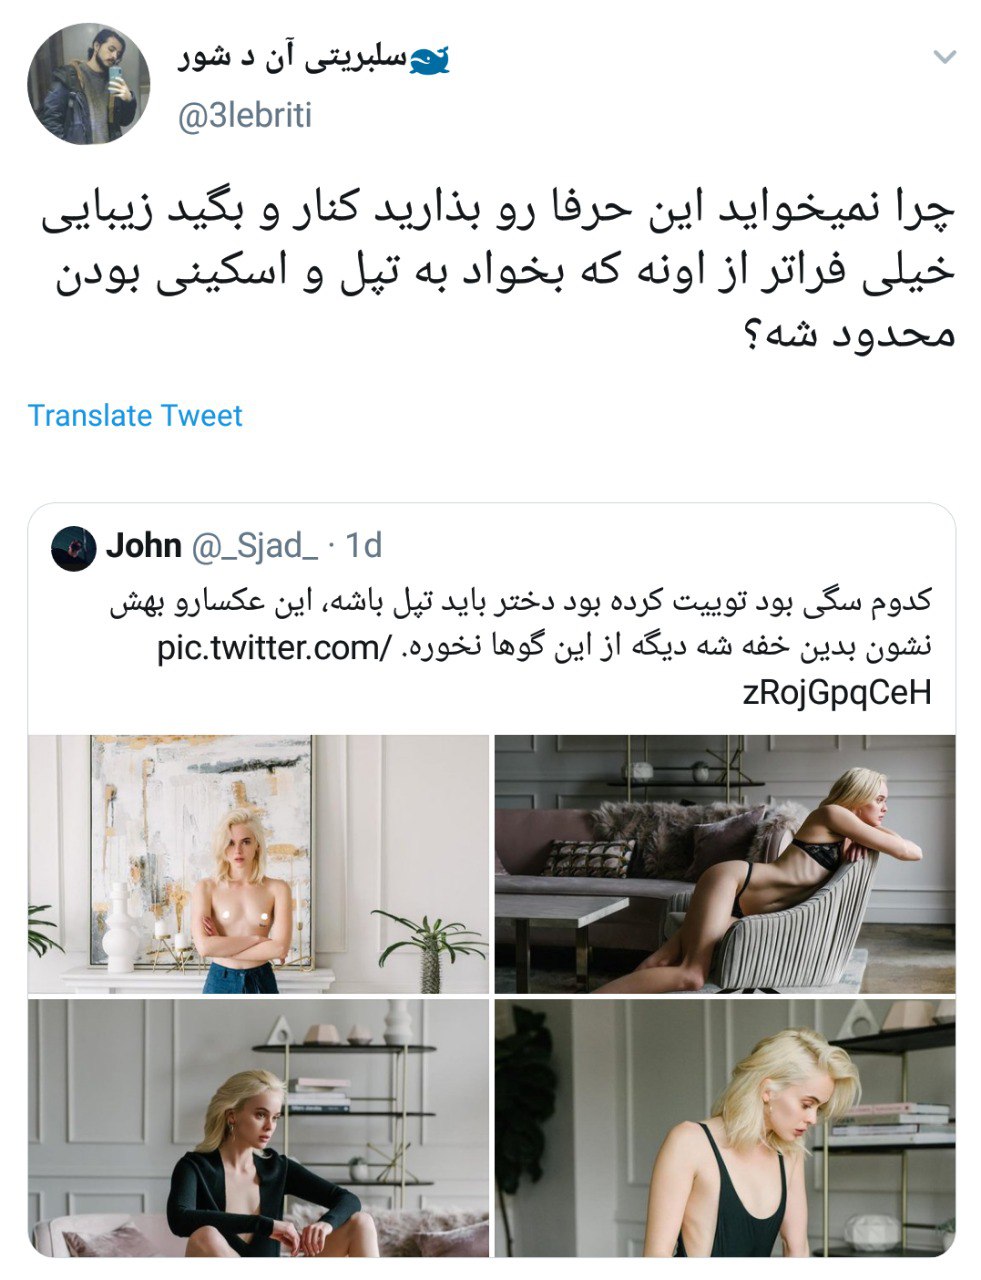 سلبریتی آن د شور🐳
@3lebriti
چرا نمیخواید این حرفا رو بذارید کنار و بگید زیبایی
خیلی فراتر از اونه که بخواد به تپل و اسکینی بودن
محدود شه؟
Translate Tweet
John @_Sjad_ · 1d
کدوم سگی بود توییت کرده بود دختر باید تپل باشه، این عکسارو بهش
نشون بدین خفه شه دیگه از این گوها نخوره. pic.twitter.com/
zRojGpqCeH